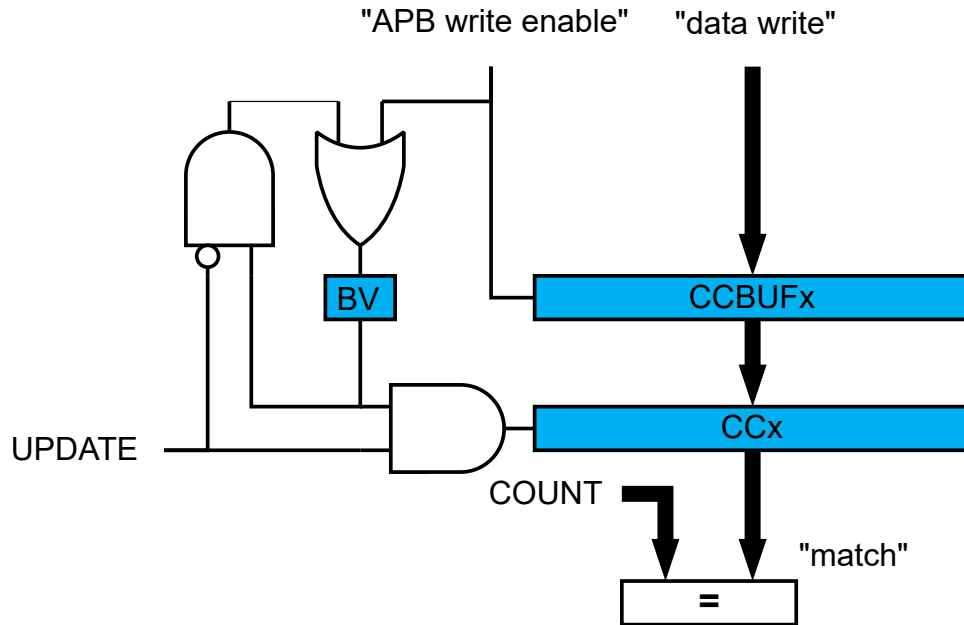 "APB write enable"
"data write"
BV
CCBUFx
CCx
UPDATE
COUNT
"match"
=